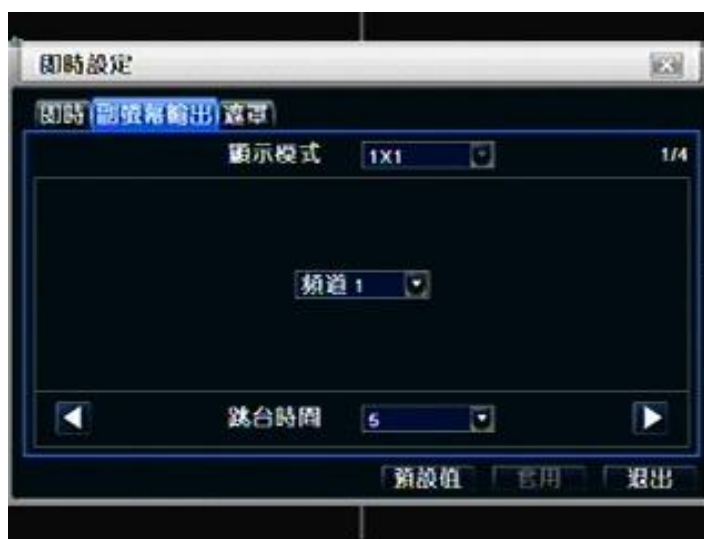 即時設定
即時 副螢幕輸出 遮罩
顯示模式 1X1 1/4
頻道 1
跳台時間 5
預設值 套用 退出